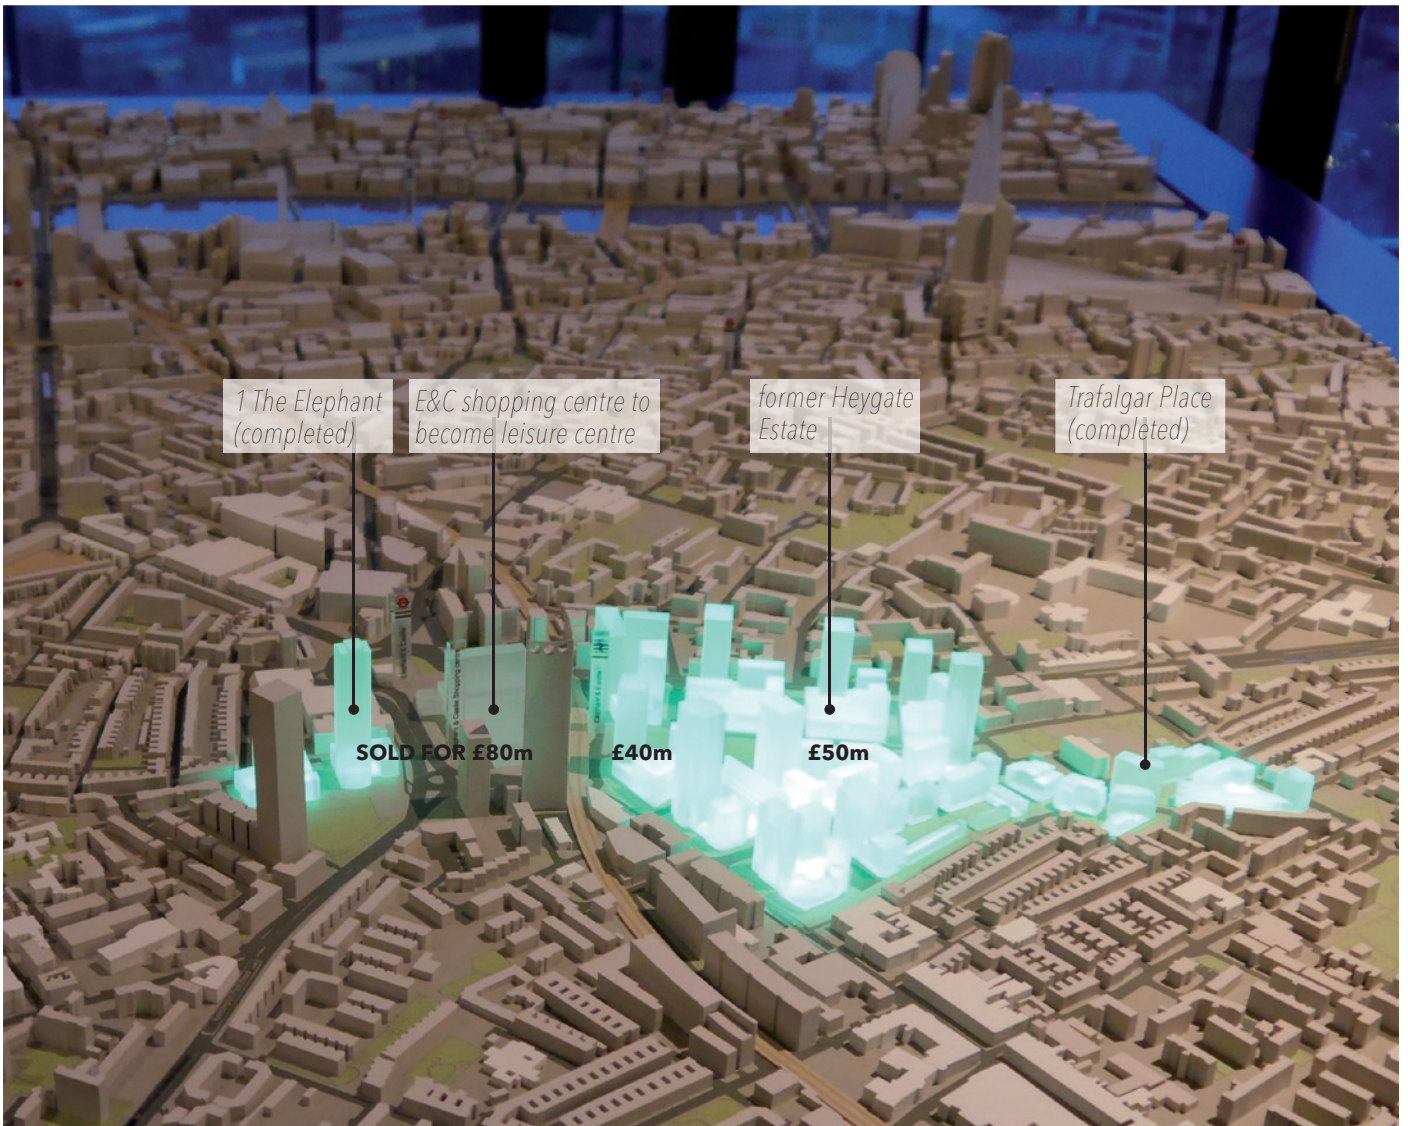 1 The Elephant
(completed)
E&C shopping centre to
become leisure centre
former Heygate
Estate
Trafalgar Place
(completed)
SOLD FOR £80m
£40m
£50m